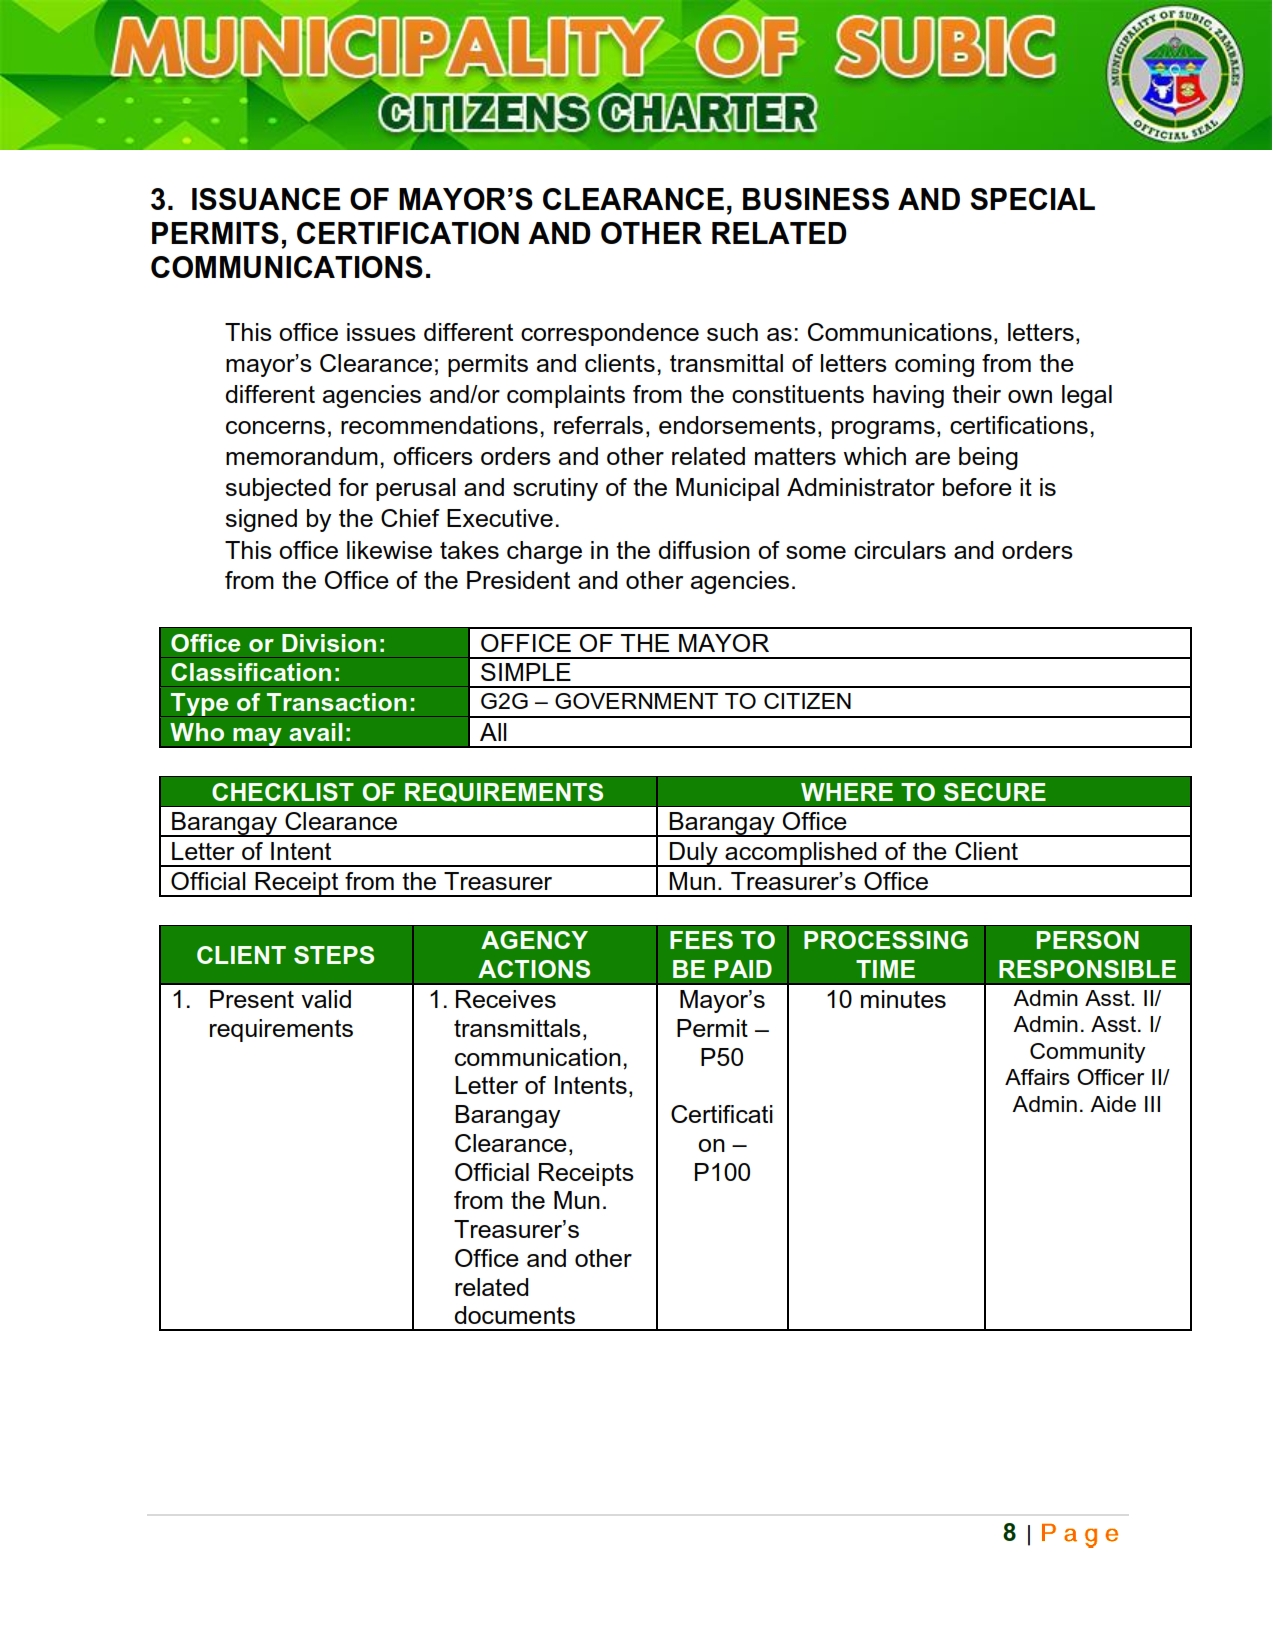 MUNICIPALITY OF SUBIC
CITIZENS CHARTER
MUNICIPALITY OF SUBIC, ZAMBALES
OFFICIAL SEAL
3. ISSUANCE OF MAYOR’S CLEARANCE, BUSINESS AND SPECIAL
PERMITS, CERTIFICATION AND OTHER RELATED
COMMUNICATIONS.
This office issues different correspondence such as: Communications, letters,
mayor’s Clearance; permits and clients, transmittal of letters coming from the
different agencies and/or complaints from the constituents having their own legal
concerns, recommendations, referrals, endorsements, programs, certifications,
memorandum, officers orders and other related matters which are being
subjected for perusal and scrutiny of the Municipal Administrator before it is
signed by the Chief Executive.
This office likewise takes charge in the diffusion of some circulars and orders
from the Office of the President and other agencies.
Office or Division: OFFICE OF THE MAYOR
Classification: SIMPLE
Type of Transaction: G2G – GOVERNMENT TO CITIZEN
Who may avail: All
CHECKLIST OF REQUIREMENTS WHERE TO SECURE
Barangay Clearance Barangay Office
Letter of Intent Duly accomplished of the Client
Official Receipt from the Treasurer Mun. Treasurer’s Office
CLIENT STEPS
AGENCY
ACTIONS
FEES TO
BE PAID
PROCESSING
TIME
PERSON
RESPONSIBLE
1. Present valid
requirements
1. Receives
transmittals,
communication,
Letter of Intents,
Barangay
Clearance,
Official Receipts
from the Mun.
Treasurer’s
Office and other
related
documents
Mayor’s
Permit –
P50
Certificati
on –
P100
10 minutes
Admin Asst. II/
Admin. Asst. I/
Community
Affairs Officer II/
Admin. Aide III
8 | Page